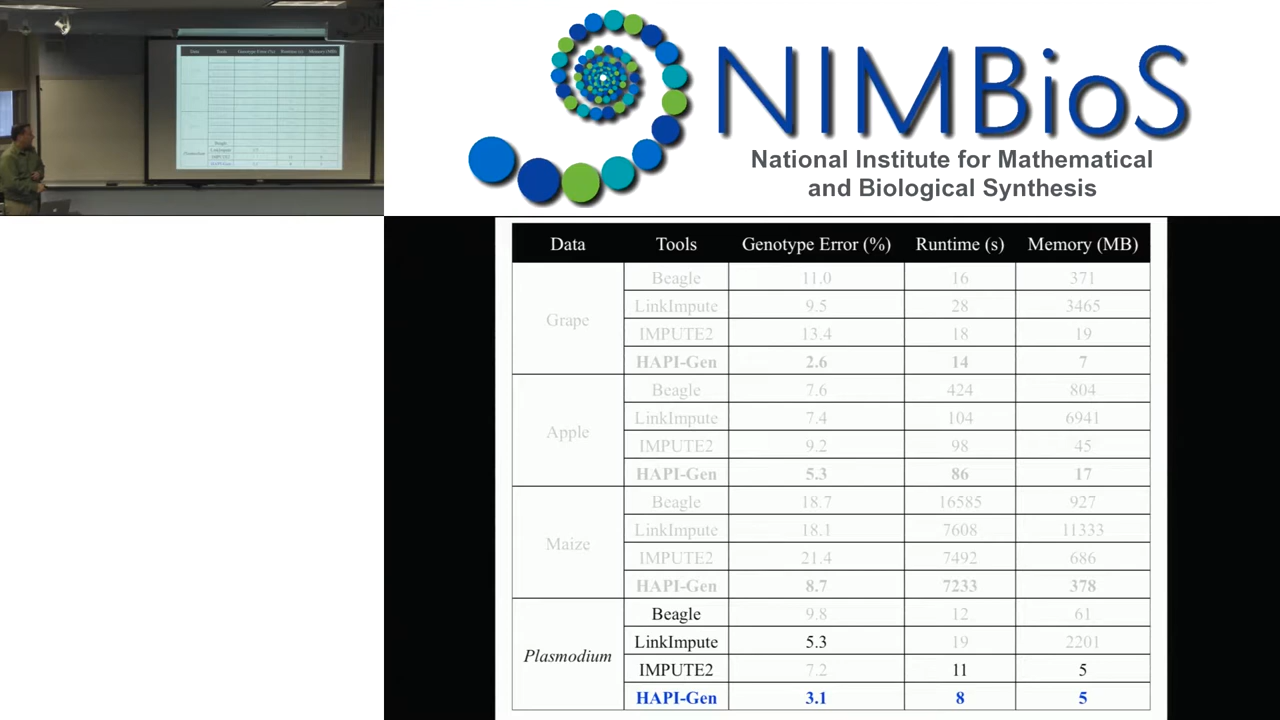 NIMBioS
National Institute for Mathematical
and Biological Synthesis
Data Tools Genotype Error (%) Runtime (s) Memory (MB)
Grape
Beagle 11.0 16 371
LinkImpute 9.5 28 3465
IMPUTE2 13.4 18 19
HAPI-Gen 2.6 14 7
Apple
Beagle 7.6 424 804
LinkImpute 7.4 104 6941
IMPUTE2 9.2 98 45
HAPI-Gen 5.3 86 17
Maize
Beagle 18.7 16585 927
LinkImpute 18.1 7608 11333
IMPUTE2 21.4 7492 686
HAPI-Gen 8.7 7233 378
Plasmodium
Beagle 9.8 12 61
LinkImpute 5.3 19 2201
IMPUTE2 7.2 11 5
HAPI-Gen 3.1 8 5